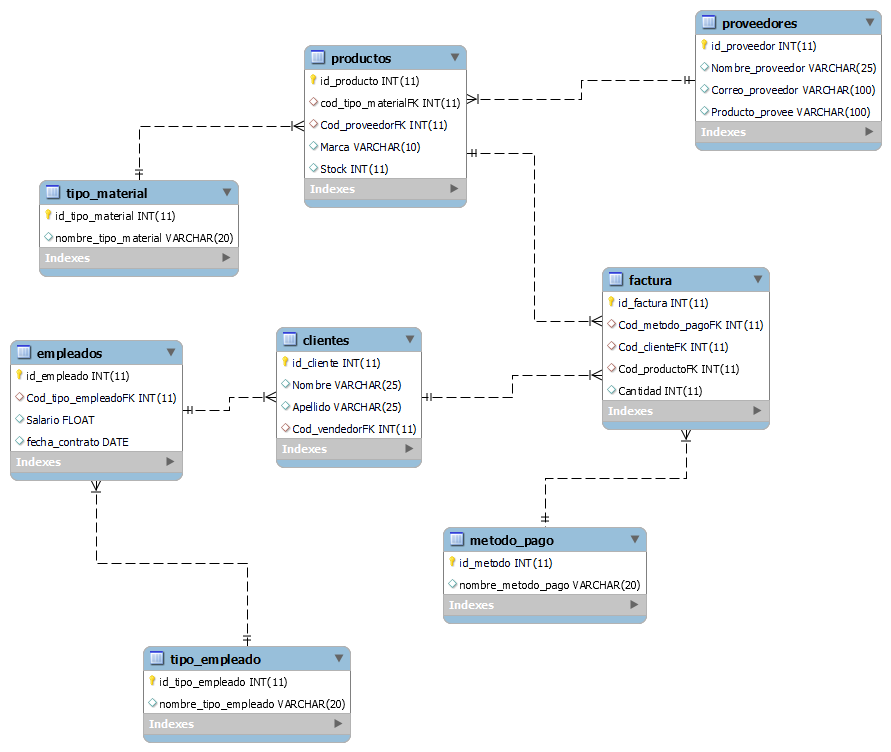 proveedores
id_proveedor INT(11)
Nombre_proveedor VARCHAR(25)
Correo_proveedor VARCHAR(100)
Producto_provee VARCHAR(100)
Indexes
productos
id_producto INT(11)
cod_tipo_materialFK INT(11)
Cod_proveedorFK INT(11)
Marca VARCHAR(10)
Stock INT(11)
Indexes
tipo_material
id_tipo_material INT(11)
nombre_tipo_material VARCHAR(20)
Indexes
factura
id_factura INT(11)
Cod_metodo_pagoFK INT(11)
Cod_clienteFK INT(11)
Cod_productoFK INT(11)
Cantidad INT(11)
Indexes
clientes
id_cliente INT(11)
Nombre VARCHAR(25)
Apellido VARCHAR(25)
Cod_vendedorFK INT(11)
Indexes
empleados
id_empleado INT(11)
Cod_tipo_empleadoFK INT(11)
Salario FLOAT
fecha_contrato DATE
Indexes
metodo_pago
id_metodo INT(11)
nombre_metodo_pago VARCHAR(20)
Indexes
tipo_empleado
id_tipo_empleado INT(11)
nombre_tipo_empleado VARCHAR(20)
Indexes